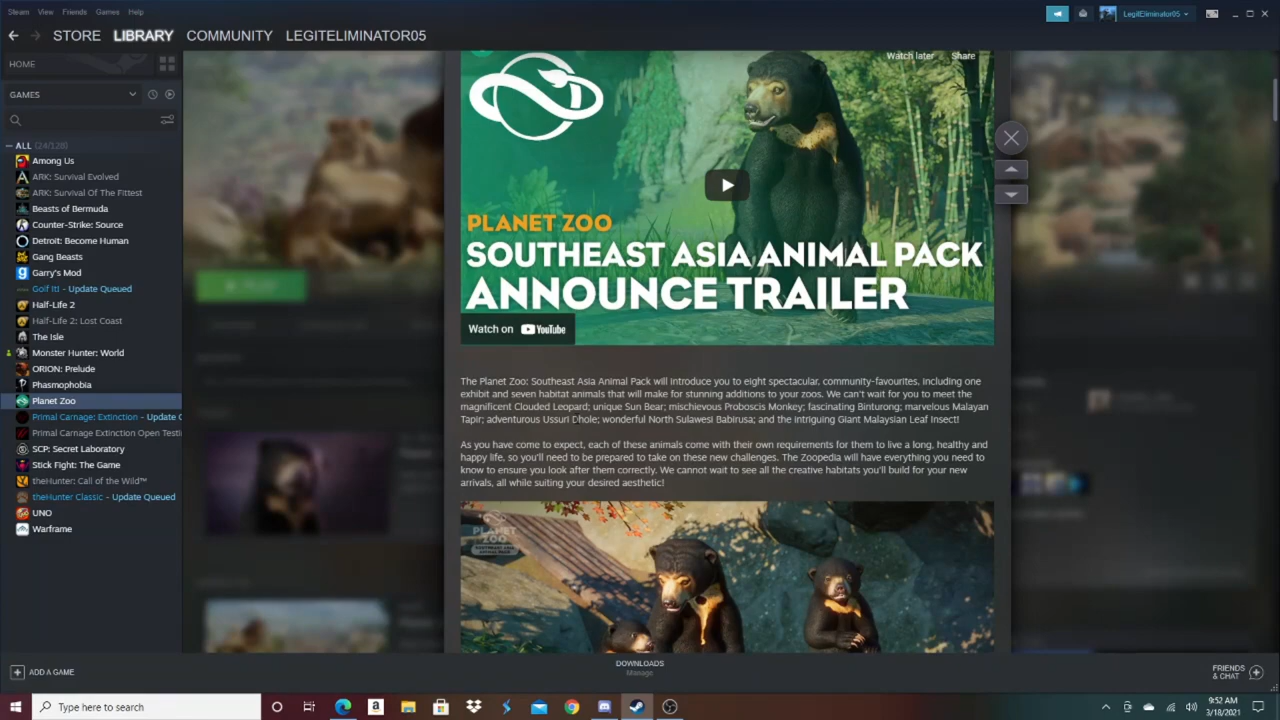 Steam View Friends Games Help
LegitEliminator05
STORE LIBRARY COMMUNITY LEGITELIMINATOR05
HOME
GAMES
ALL (24/128)
Among Us
ARK: Survival Evolved
ARK: Survival Of The Fittest
Beasts of Bermuda
Counter-Strike: Source
Detroit: Become Human
Gang Beasts
Garry's Mod
Golf It! - Update Queued
Half-Life 2
Half-Life 2: Lost Coast
The Isle
Monster Hunter: World
ORION: Prelude
Phasmophobia
Planet Zoo
Primal Carnage: Extinction - Update Q
Primal Carnage Extinction Open Testi
SCP: Secret Laboratory
Stick Fight: The Game
theHunter: Call of the Wild™
theHunter Classic - Update Queued
UNO
Warframe
ADD A GAME
Watch later Share
PLANET ZOO
SOUTHEAST ASIA ANIMAL PACK
ANNOUNCE TRAILER
Watch on YouTube
The Planet Zoo: Southeast Asia Animal Pack will introduce you to eight spectacular, community-favourites, including one
exhibit and seven habitat animals that will make for stunning additions to your zoos. We can't wait for you to meet the
magnificent Clouded Leopard; unique Sun Bear; mischievous Proboscis Monkey; fascinating Binturong; marvelous Malayan
Tapir; adventurous Ussuri Dhole; wonderful North Sulawesi Babirusa; and the intriguing Giant Malaysian Leaf Insect!
As you have come to expect, each of these animals come with their own requirements for them to live a long, healthy and
happy life, so you'll need to be prepared to take on these new challenges. The Zoopedia will have everything you need to
know to ensure you look after them correctly. We cannot wait to see all the creative habitats you'll build for your new
arrivals, all while suiting your desired aesthetic!
PLANET
ZOO
SOUTHEAST ASIA
ANIMAL PACK
DOWNLOADS
Manage
FRIENDS
& CHAT
Type here to search
9:52 AM
3/18/2021